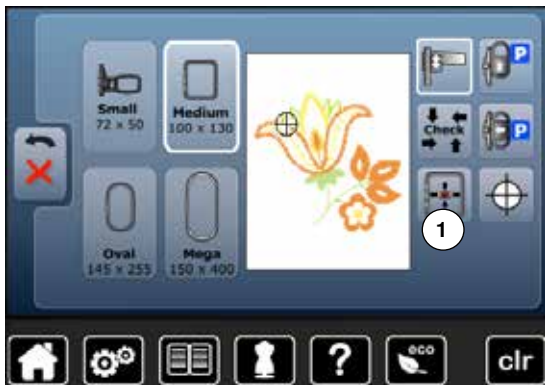 Small
72 x 50
Medium
100 x 130
P
Check
P
1
Oval
145 x 255
Mega
150 x 400
?
eco
clr